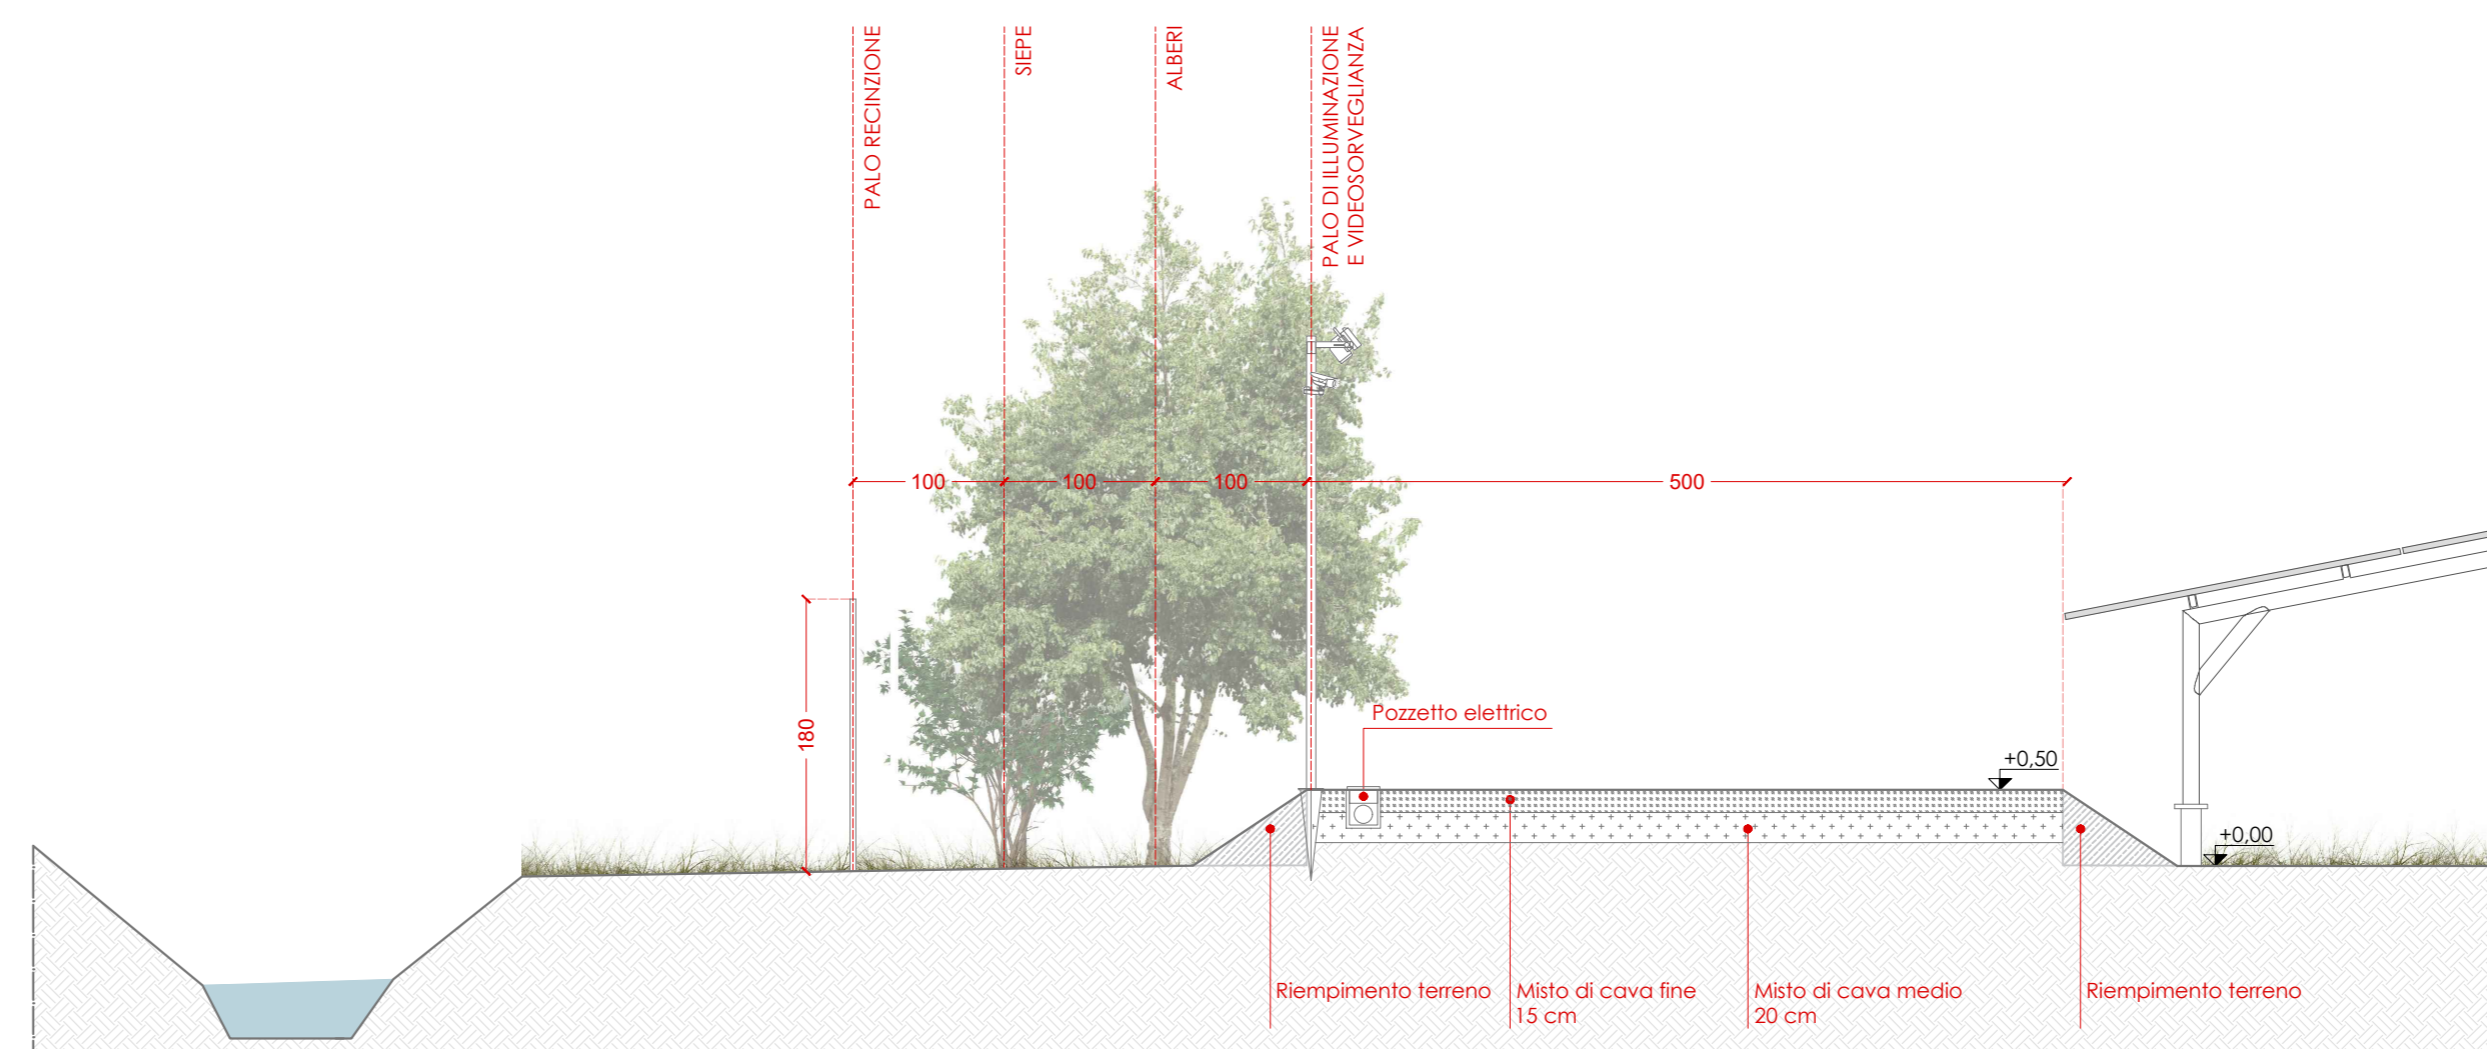 PALO RECINZIONE
SIEPE
ALBERI
PALO DI ILLUMINAZIONE
E VIDEOSORVEGLIANZA
100
100
100
500
180
Pozzetto elettrico
+0,50
+0,00
Riempimento terreno
Misto di cava fine
15 cm
Misto di cava medio
20 cm
Riempimento terreno